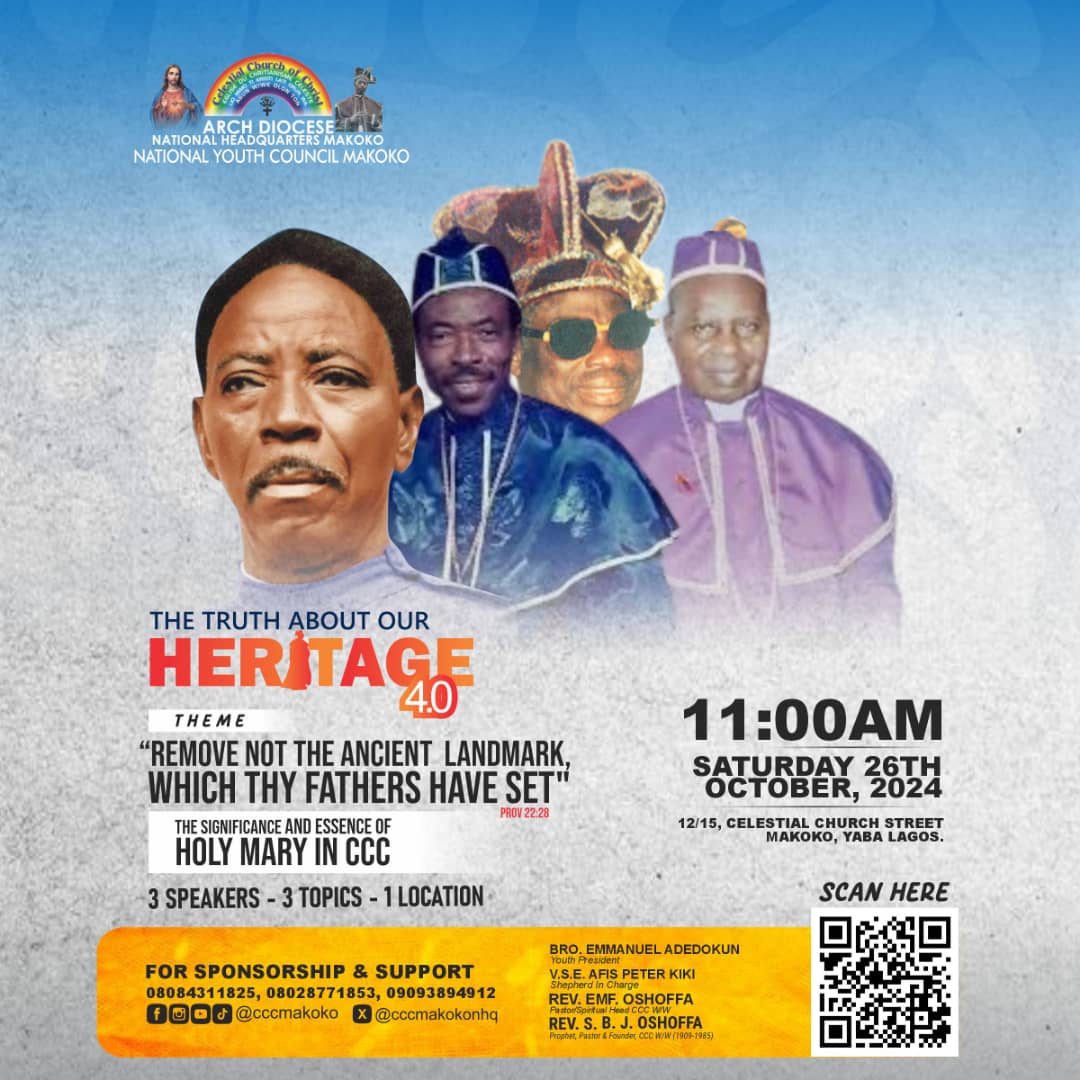 Celestial Church of Christ
ARCH DIOCESE
NATIONAL HEADQUARTERS MAKOKO
NATIONAL YOUTH COUNCIL MAKOKO
THE TRUTH ABOUT OUR
HERITAGE
4.0
THEME
“REMOVE NOT THE ANCIENT LANDMARK,
WHICH THY FATHERS HAVE SET"
PROV 22:28
THE SIGNIFICANCE AND ESSENCE OF
HOLY MARY IN CCC
3 SPEAKERS - 3 TOPICS - 1 LOCATION
11:00AM
SATURDAY 26TH
OCTOBER, 2024
12/15, CELESTIAL CHURCH STREET
MAKOKO, YABA LAGOS.
SCAN HERE
FOR SPONSORSHIP & SUPPORT
08084311825, 08028771853, 09093894912
@cccmakoko X @cccmakokonhq
BRO. EMMANUEL ADEDOKUN
Youth President
V.S.E. AFIS PETER KIKI
Shepherd In Charge
REV. EMF. OSHOFFA
Pastor/Spiritual Head CCC W/W
REV. S. B. J. OSHOFFA
Prophet, Pastor & Founder, CCC W/W (1909-1985)